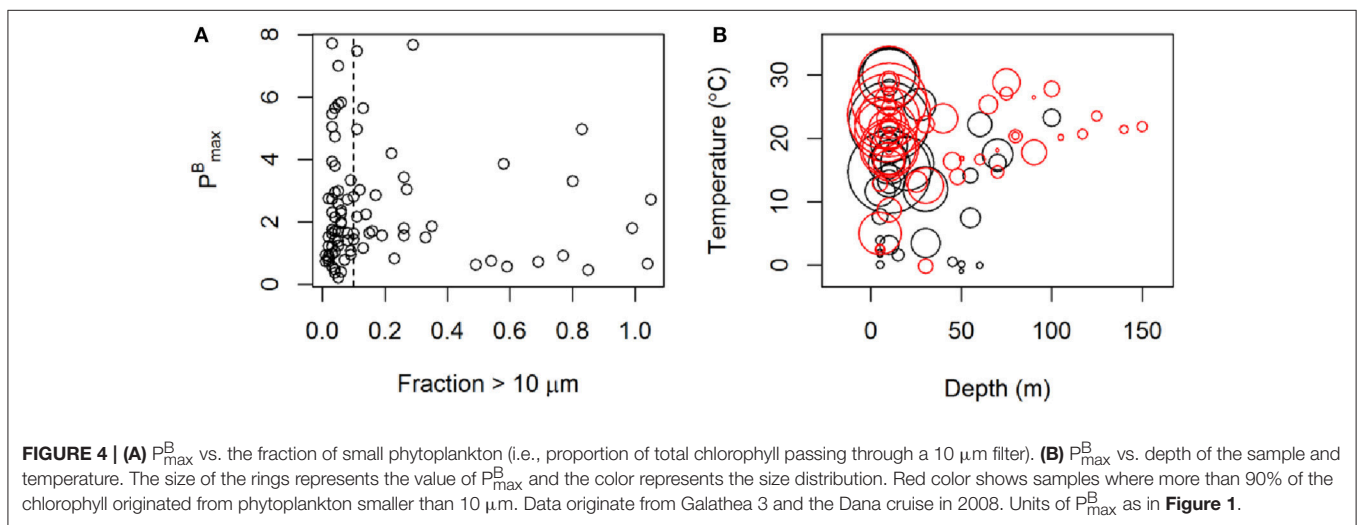 A
B
8
6
4
2
0
P^B_max
0.0 0.2 0.4 0.6 0.8 1.0
Fraction > 10 µm
30
20
10
0
Temperature (°C)
0 50 100 150
Depth (m)
FIGURE 4 | (A) P^B_max vs. the fraction of small phytoplankton (i.e., proportion of total chlorophyll passing through a 10 µm filter). (B) P^B_max vs. depth of the sample and
temperature. The size of the rings represents the value of P^B_max and the color represents the size distribution. Red color shows samples where more than 90% of the
chlorophyll originated from phytoplankton smaller than 10 µm. Data originate from Galathea 3 and the Dana cruise in 2008. Units of P^B_max as in Figure 1.